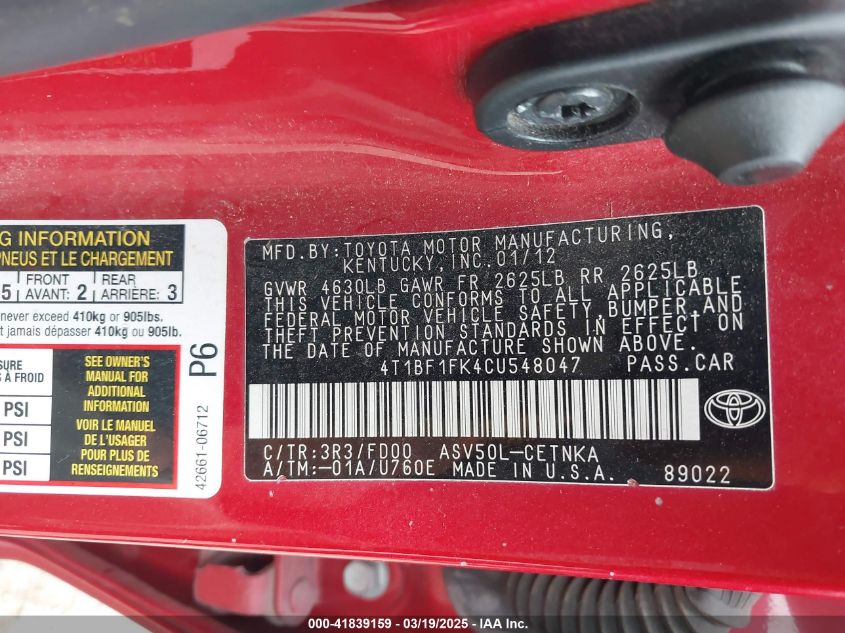 G INFORMATION
PNEUS ET LE CHARGEMENT
5 FRONT AVANT: 2 REAR ARRIÈRE: 3
never exceed 410kg or 905lbs.
t jamais dépasser 410kg ou 905lb.
SURE
S À FROID
PSI
PSI
PSI
SEE OWNER'S
MANUAL FOR
ADDITIONAL
INFORMATION
VOIR LE MANUEL
DE L'USAGER
POUR PLUS DE
RENSEIGNEMENTS
P6
42661-06712
MFD.BY:TOYOTA MOTOR MANUFACTURING,
KENTUCKY,INC.01/12
GVWR 4630LB GAWR FR 2625LB RR 2625LB
THIS VEHICLE CONFORMS TO ALL APPLICABLE
FEDERAL MOTOR VEHICLE SAFETY,BUMPER,AND
THEFT PREVENTION STANDARDS IN EFFECT ON
THE DATE OF MANUFACTURE SHOWN ABOVE.
4T1BF1FK4CU548047 PASS.CAR
C/TR:3R3/FD00 ASV50L-CETNKA
A/TM:-01A/U760E MADE IN U.S.A. 89022
000-41839159 - 03/19/2025 - IAA Inc.